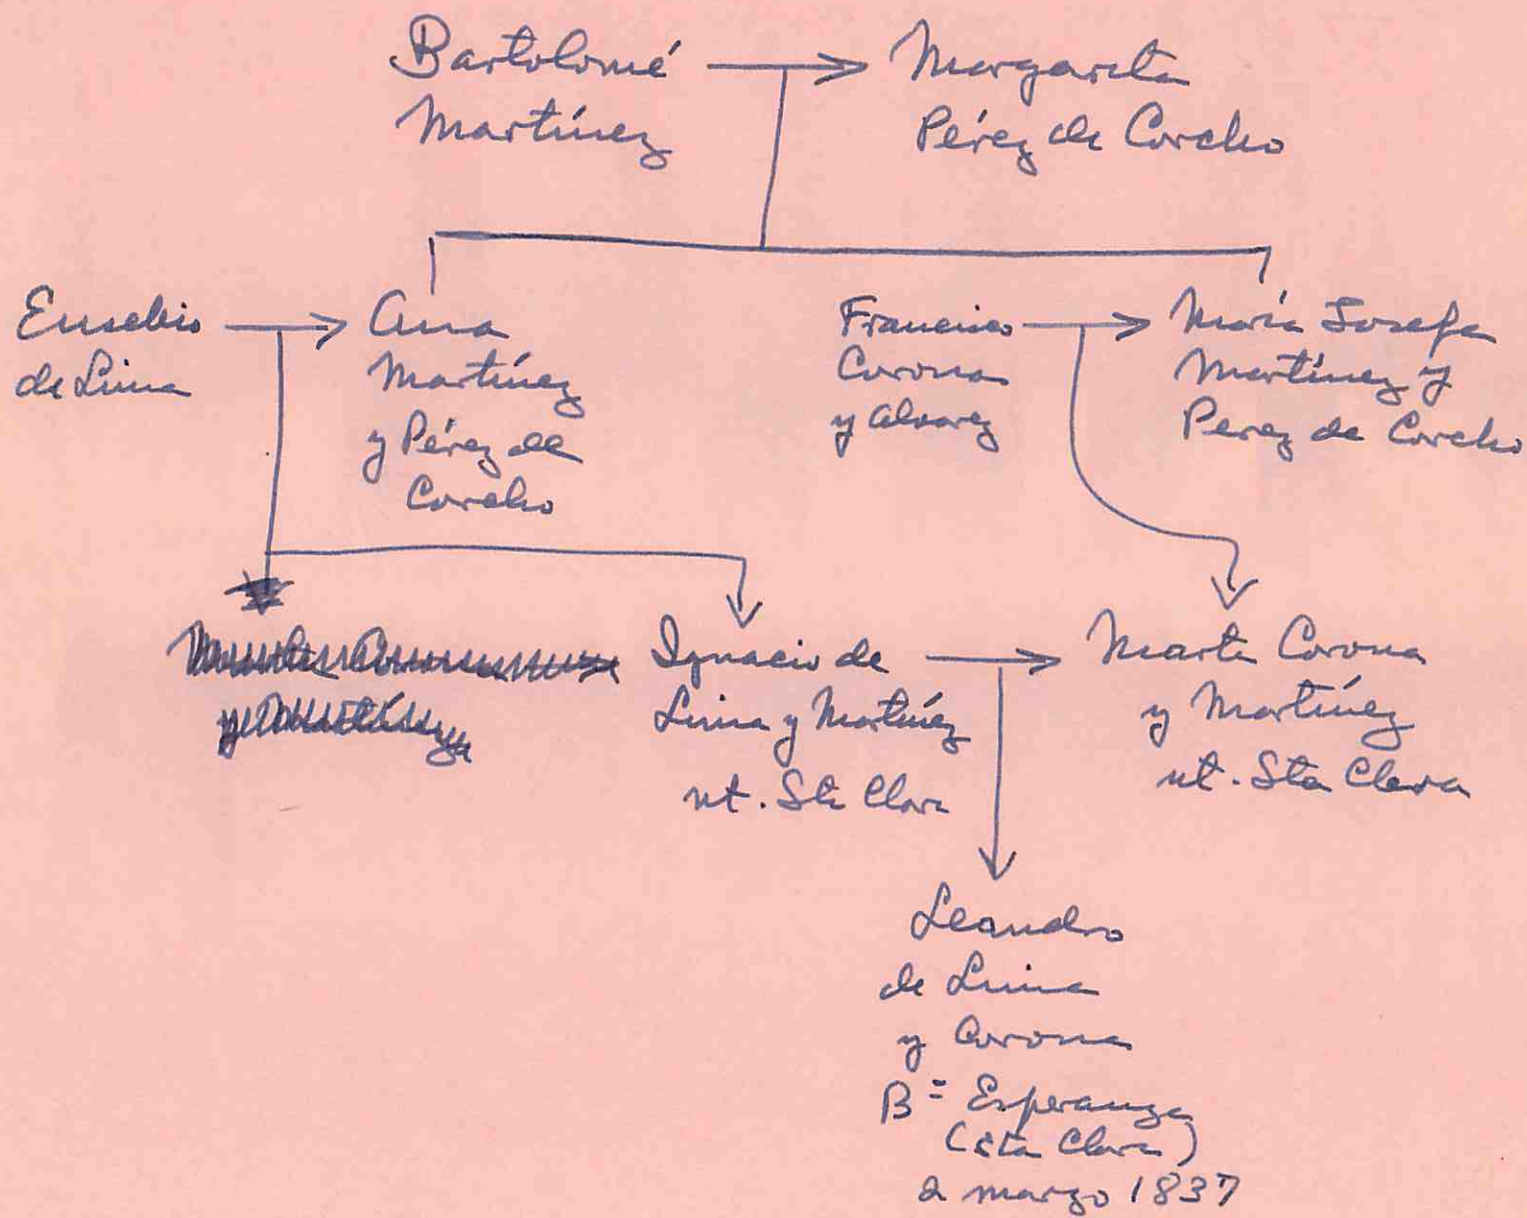 Bartolomé
Martínez
Margarita
Pérez de Corcho
Eusebio
de Lima
Ana
Martínez
y Pérez de
Corcho
Francisco
Corona
y Alvarez
María Josefa
Martínez y
Perez de Corcho
Ignacio de
Lima y Martínez
nt. Sta Clara
Marta Corona
y Martínez
nt. Sta Clara
Leandro
de Lima
y Corona
B = Esperanza
(Sta Clara)
2 marzo 1837